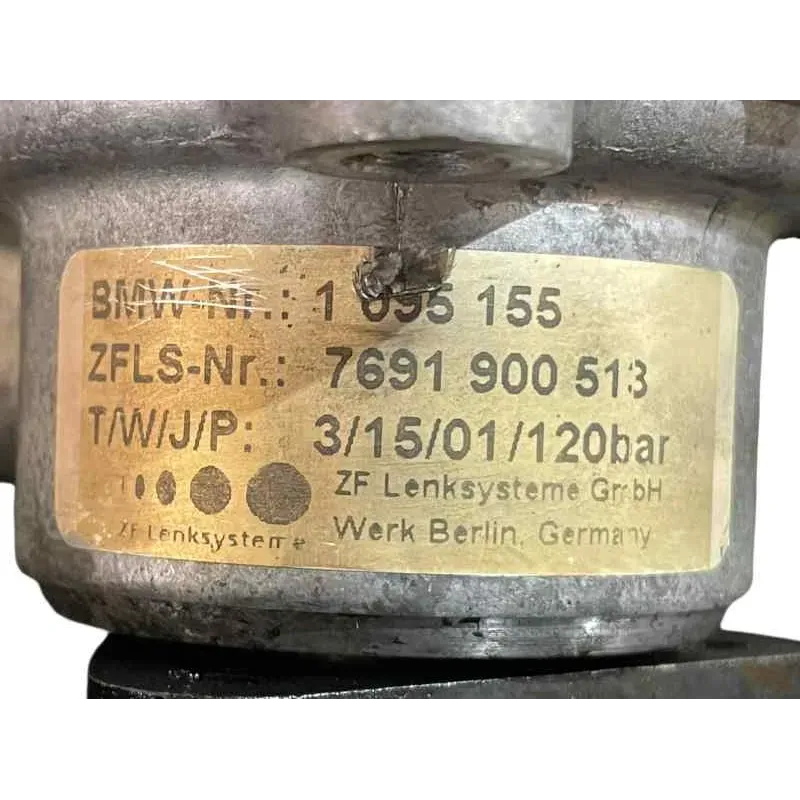 BMW-Nr.: 1 095 155
ZFLS-Nr.: 7691 900 513
T/W/J/P: 3/15/01/120bar
ZF Lenksysteme GmbH
ZF Lenksysteme
Werk Berlin, Germany